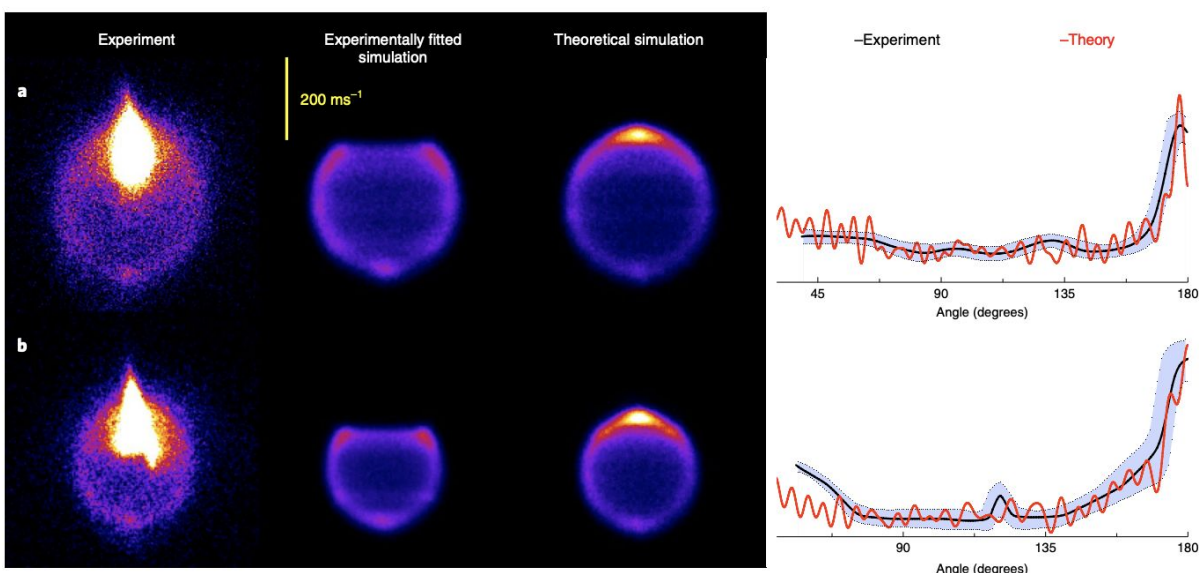 Experiment
Experimentally fitted
simulation
Theoretical simulation
–Experiment
–Theory
a
200 ms⁻¹
45
90
135
180
Angle (degrees)
b
90
135
180
Angle (degrees)